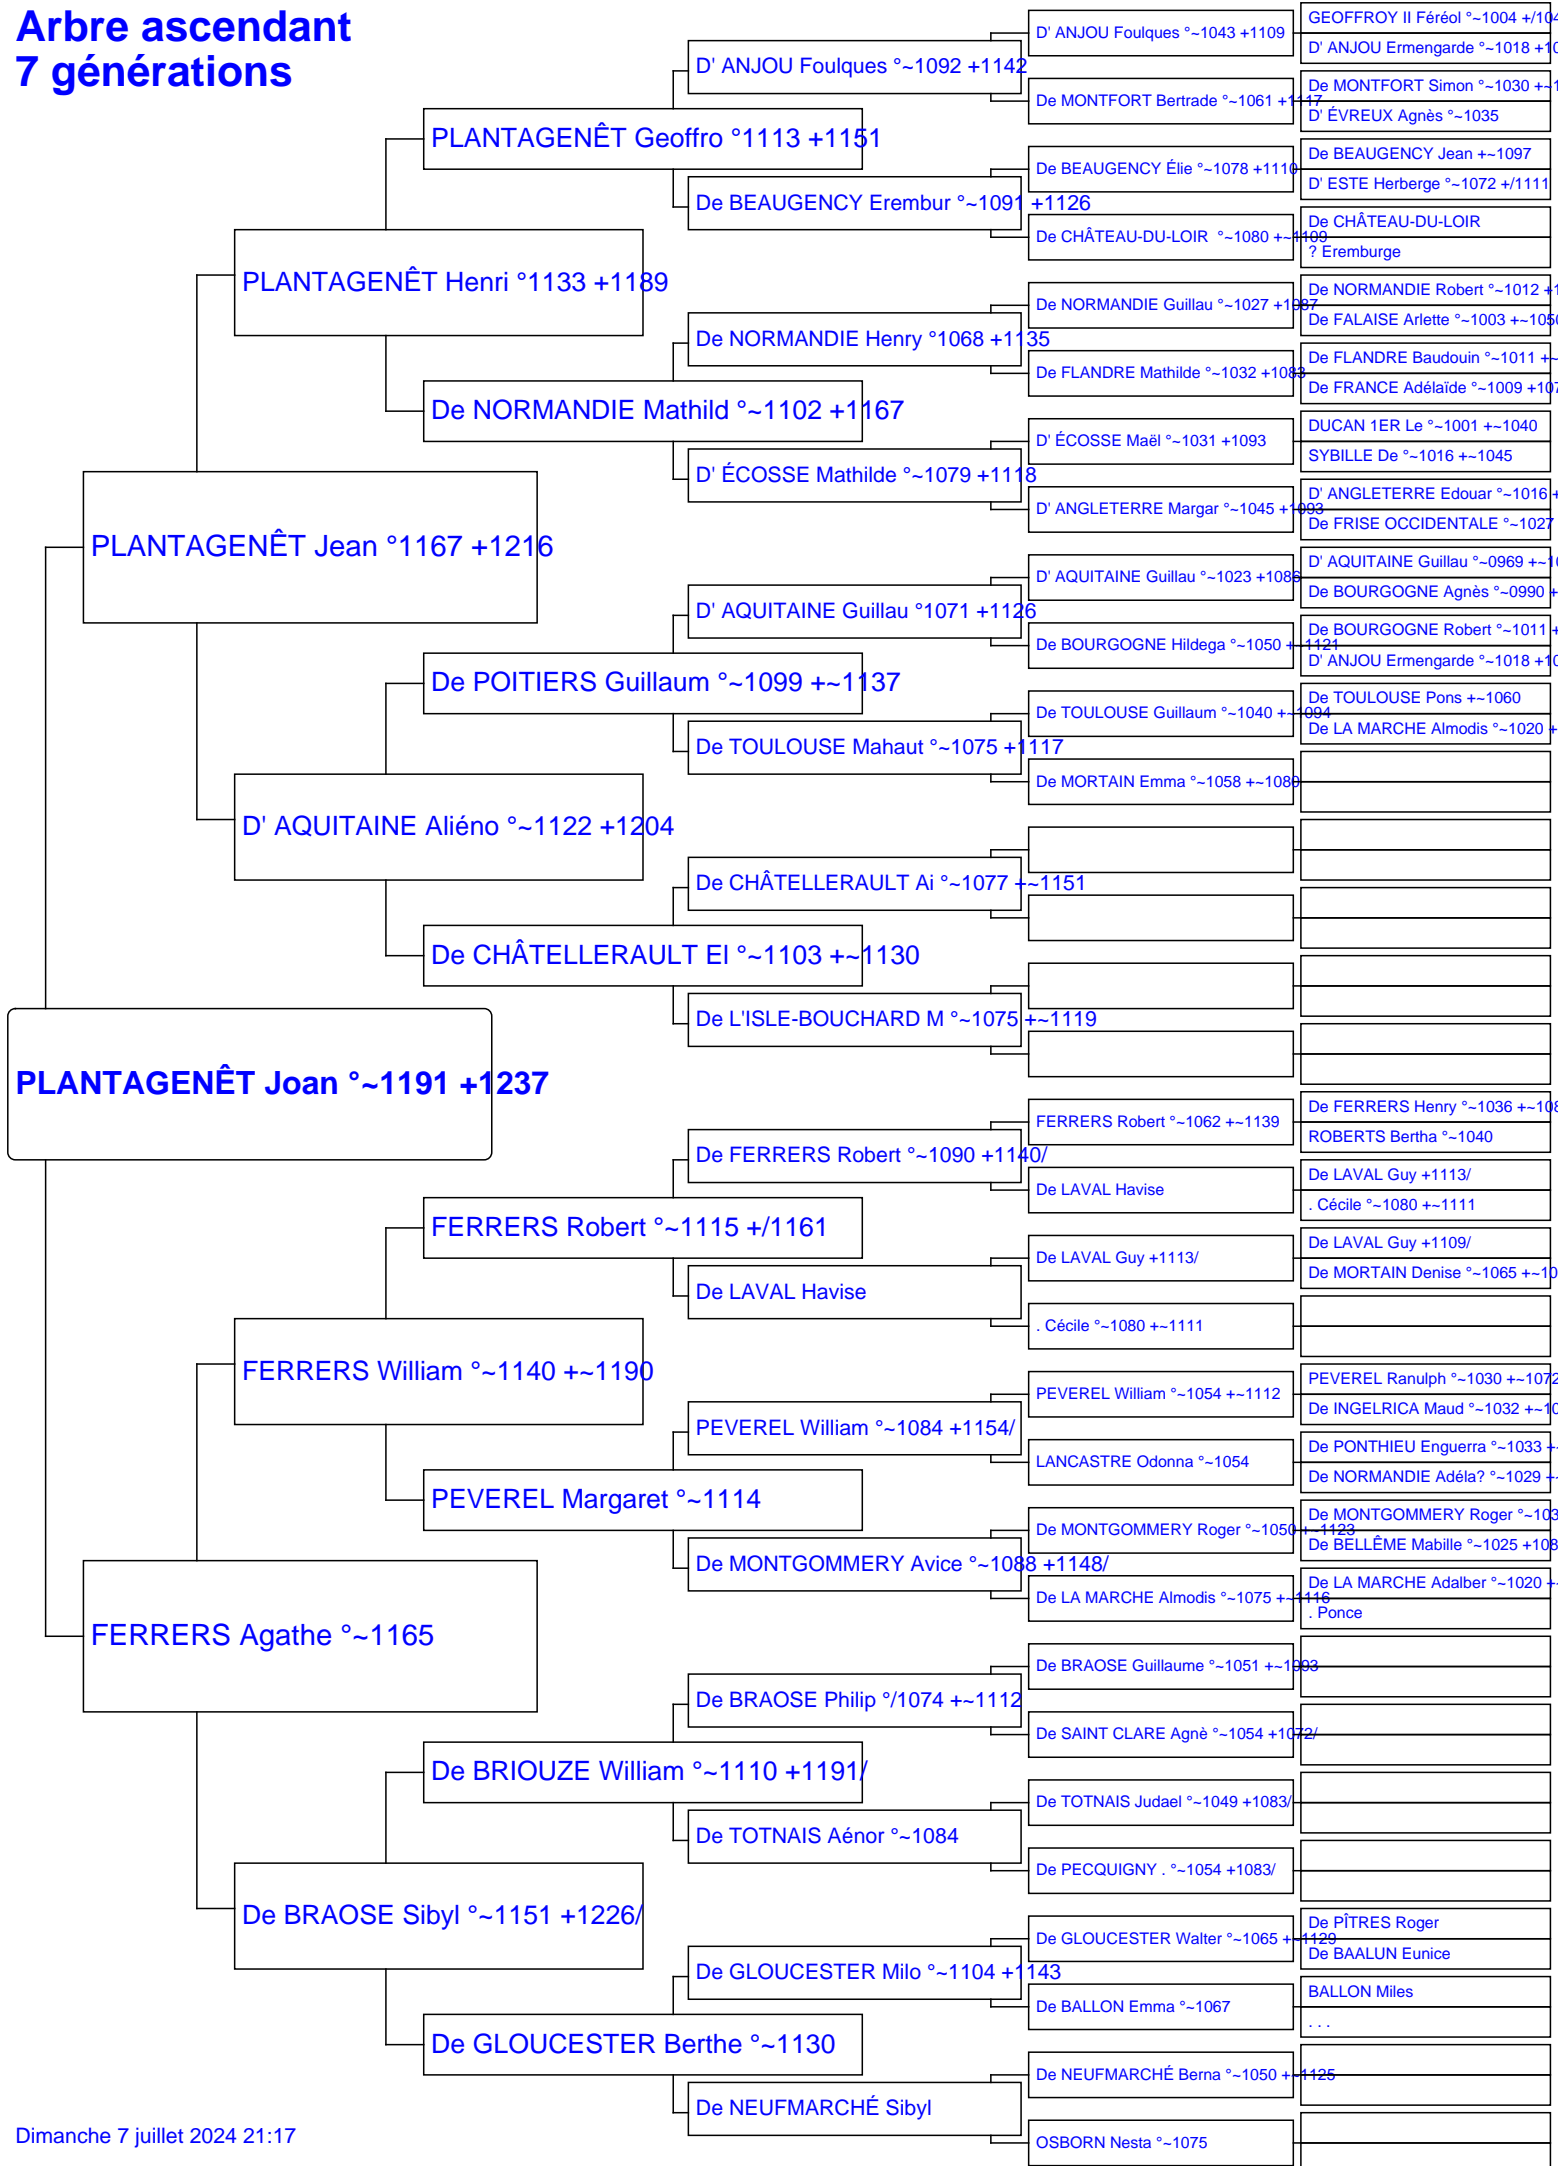 Arbre ascendant
7 générations
PLANTAGENÊT Joan °~1191 +1237
PLANTAGENÊT Jean °1167 +1216
FERRERS Agathe °~1165
PLANTAGENÊT Henri °1133 +1189
D' AQUITAINE Aliéno °~1122 +1204
FERRERS William °~1140 +~1190
De BRAOSE Sibyl °~1151 +1226/
PLANTAGENÊT Geoffro °1113 +1151
De NORMANDIE Mathild °~1102 +1167
De POITIERS Guillaum °~1099 +~1137
De CHÂTELLERAULT El °~1103 +~1130
FERRERS Robert °~1115 +/1161
PEVEREL Margaret °~1114
De BRIOUZE William °~1110 +1191/
De GLOUCESTER Berthe °~1130
D' ANJOU Foulques °~1092 +1142
De BEAUGENCY Erembur °~1091 +1126
De NORMANDIE Henry °1068 +1135
D' ÉCOSSE Mathilde °~1079 +1118
D' AQUITAINE Guillau °1071 +1126
De TOULOUSE Mahaut °~1075 +1117
De CHÂTELLERAULT Ai °~1077 +~1151
De L'ISLE-BOUCHARD M °~1075 +~1119
De FERRERS Robert °~1090 +1140/
De LAVAL Havise
PEVEREL William °~1084 +1154/
De MONTGOMMERY Avice °~1088 +1148/
De BRAOSE Philip °/1074 +~1112
De TOTNAIS Aénor °~1084
De GLOUCESTER Milo °~1104 +1143
De NEUFMARCHÉ Sibyl
D' ANJOU Foulques °~1043 +1109
De MONTFORT Bertrade °~1061 +1117
De BEAUGENCY Élie °~1078 +1110
De CHÂTEAU-DU-LOIR °~1080 +~1109
De NORMANDIE Guillau °~1027 +1087
De FLANDRE Mathilde °~1032 +1083
D' ÉCOSSE Maël °~1031 +1093
D' ANGLETERRE Margar °~1045 +1093
D' AQUITAINE Guillau °~1023 +1086
De BOURGOGNE Hildega °~1050 +~1121
De TOULOUSE Guillaum °~1040 +~1094
De MORTAIN Emma °~1058 +~1080
FERRERS Robert °~1062 +~1139
De LAVAL Havise
De LAVAL Guy +1113/
. Cécile °~1080 +~1111
PEVEREL William °~1054 +~1112
LANCASTRE Odonna °~1054
De MONTGOMMERY Roger °~1050 +~1123
De LA MARCHE Almodis °~1075 +~1116
De BRAOSE Guillaume °~1051 +~1093
De SAINT CLARE Agnè °~1054 +1072/
De TOTNAIS Judael °~1049 +1083/
De PECQUIGNY . °~1054 +1083/
De GLOUCESTER Walter °~1065 +~1129
De BALLON Emma °~1067
De NEUFMARCHÉ Berna °~1050 +~1125
OSBORN Nesta °~1075
GEOFFROY II Féréol °~1004 +/104
D' ANJOU Ermengarde °~1018 +10
De MONTFORT Simon °~1030 +~1
D' ÉVREUX Agnès °~1035
De BEAUGENCY Jean +~1097
D' ESTE Herberge °~1072 +/1111
De CHÂTEAU-DU-LOIR
? Eremburge
De NORMANDIE Robert °~1012 +1
De FALAISE Arlette °~1003 +~1050
De FLANDRE Baudouin °~1011 +~
De FRANCE Adélaïde °~1009 +107
DUCAN 1ER Le °~1001 +~1040
SYBILLE De °~1016 +~1045
D' ANGLETERRE Edouar °~1016 +
De FRISE OCCIDENTALE °~1027
D' AQUITAINE Guillau °~0969 +~10
De BOURGOGNE Agnès °~0990 +
De BOURGOGNE Robert °~1011 +
D' ANJOU Ermengarde °~1018 +10
De TOULOUSE Pons +~1060
De LA MARCHE Almodis °~1020 +
De FERRERS Henry °~1036 +~108
ROBERTS Bertha °~1040
De LAVAL Guy +1113/
. Cécile °~1080 +~1111
De LAVAL Guy +1109/
De MORTAIN Denise °~1065 +~10
PEVEREL Ranulph °~1030 +~1072
De INGELRICA Maud °~1032 +~10
De PONTHIEU Enguerra °~1033 +~
De NORMANDIE Adéla? °~1029 +~
De MONTGOMMERY Roger °~103
De BELLÊME Mabille °~1025 +108
De LA MARCHE Adalber °~1020 +~
. Ponce
De PÎTRES Roger
De BAALUN Eunice
BALLON Miles
. . .
Dimanche 7 juillet 2024 21:17